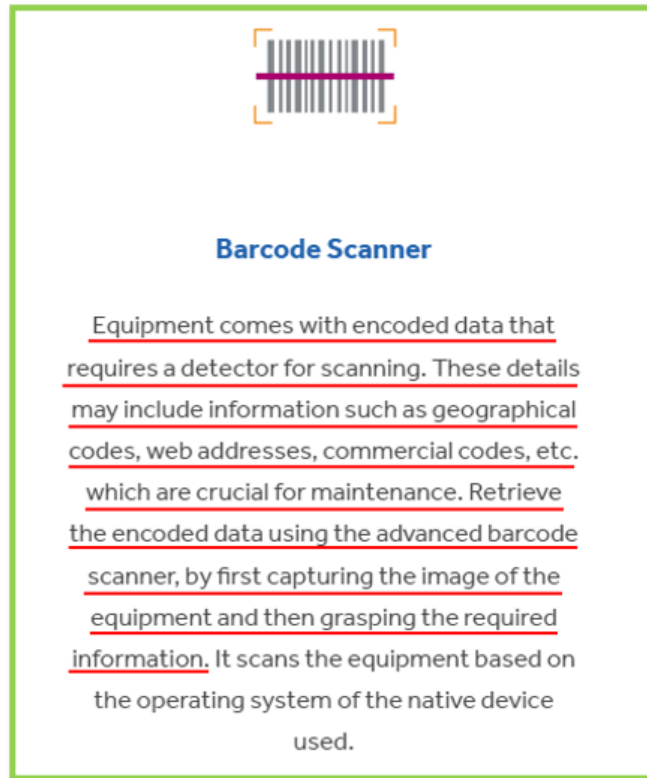 Barcode Scanner
Equipment comes with encoded data that
requires a detector for scanning. These details
may include information such as geographical
codes, web addresses, commercial codes, etc.
which are crucial for maintenance. Retrieve
the encoded data using the advanced barcode
scanner, by first capturing the image of the
equipment and then grasping the required
information. It scans the equipment based on
the operating system of the native device
used.